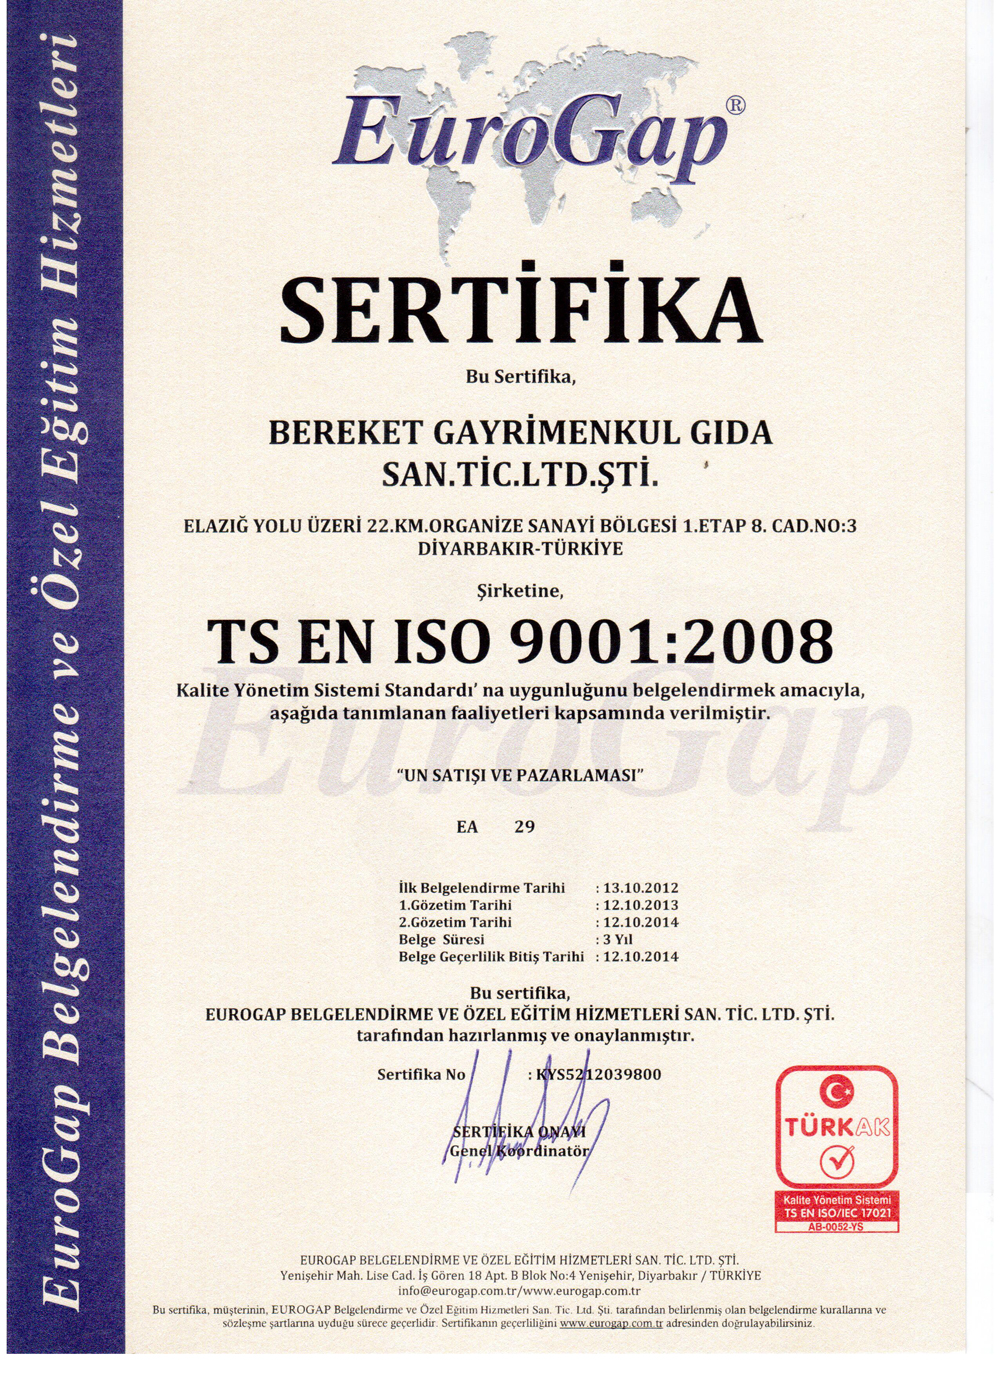 EuroGap Belgelendirme ve Özel Eğitim Hizmetleri
EuroGap®
SERTİFİKA
Bu Sertifika,
BEREKET GAYRİMENKUL GIDA
SAN.TİC.LTD.ŞTİ.
ELAZIĞ YOLU ÜZERİ 22.KM.ORGANİZE SANAYİ BÖLGESİ 1.ETAP 8. CAD.NO:3
DİYARBAKIR-TÜRKİYE
Şirketine,
TS EN ISO 9001:2008
EuroGap
Kalite Yönetim Sistemi Standardı' na uygunluğunu belgelendirmek amacıyla,
aşağıda tanımlanan faaliyetleri kapsamında verilmiştir.
“UN SATIŞI VE PAZARLAMASI”
EA 29
İlk Belgelendirme Tarihi : 13.10.2012
1.Gözetim Tarihi : 12.10.2013
2.Gözetim Tarihi : 12.10.2014
Belge Süresi : 3 Yıl
Belge Geçerlilik Bitiş Tarihi : 12.10.2014
Bu sertifika,
EUROGAP BELGELENDİRME VE ÖZEL EĞİTİM HİZMETLERİ SAN. TİC. LTD. ŞTİ.
tarafından hazırlanmış ve onaylanmıştır.
Sertifika No : KYS5212039800
SERTİFİKA ONAYI
Genel Koordinatör
TÜRKAK
Kalite Yönetim Sistemi
TS EN ISO/IEC 17021
AB-0052-YS
EUROGAP BELGELENDİRME VE ÖZEL EĞİTİM HİZMETLERİ SAN. TİC. LTD. ŞTİ.
Yenişehir Mah. Lise Cad. İş Gören 18 Apt. B Blok No:4 Yenişehir, Diyarbakır / TÜRKİYE
info@eurogap.com.tr/www.eurogap.com.tr
Bu sertifika, müşterinin, EUROGAP Belgelendirme ve Özel Eğitim Hizmetleri San. Tic. Ltd. Şti. tarafından belirlenmiş olan belgelendirme kurallarına ve
sözleşme şartlarına uyduğu sürece geçerlidir. Sertifikanın geçerliliğini www.eurogap.com.tr adresinden doğrulayabilirsiniz.